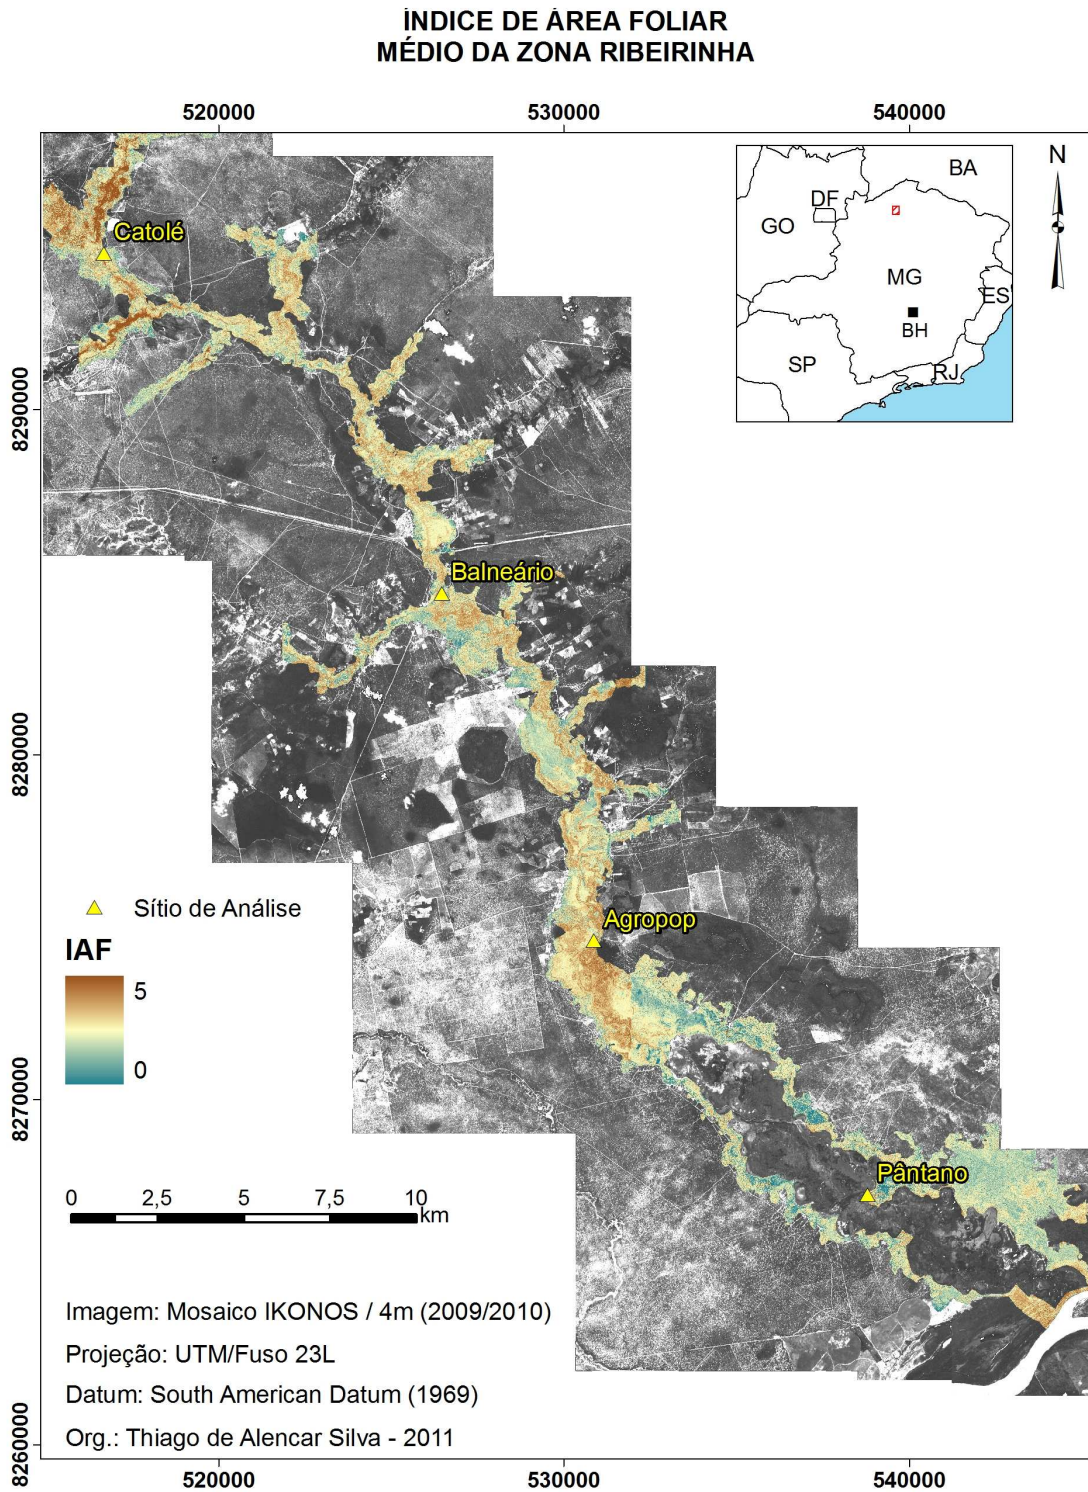 ÍNDICE DE ÁREA FOLIAR
MÉDIO DA ZONA RIBEIRINHA
520000
530000
540000
BA
N
DF
GO
MG
ES
BH
SP
RJ
Catolé
8290000
Balneário
8280000
Sítio de Análise
Agropop
IAF
5
0
8270000
Pântano
0
2,5
5
7,5
10
km
Imagem: Mosaico IKONOS / 4m (2009/2010)
Projeção: UTM/Fuso 23L
Datum: South American Datum (1969)
Org.: Thiago de Alencar Silva - 2011
8260000
520000
530000
540000